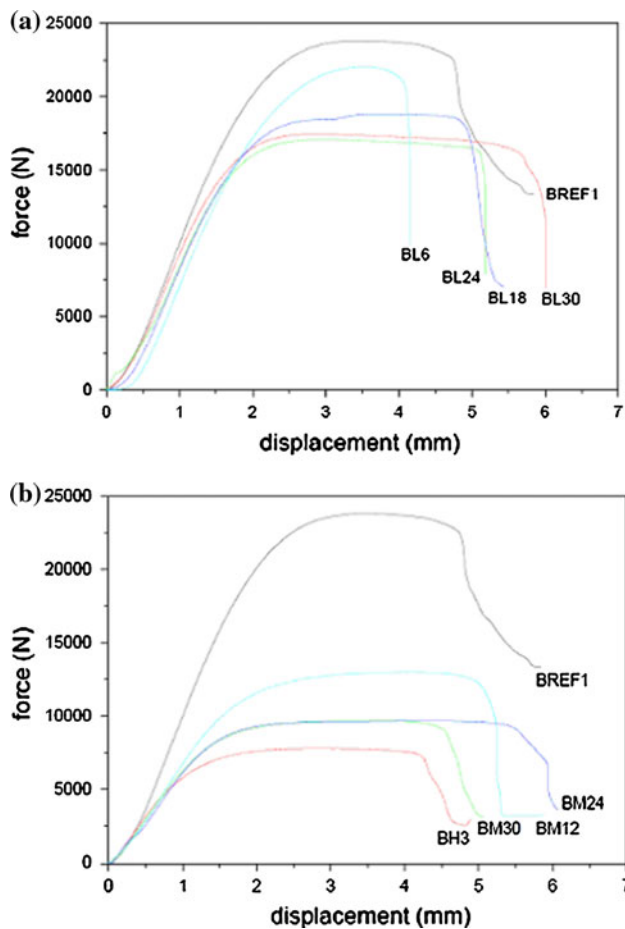 (a)
25000
20000
15000
10000
5000
0
force (N)
BREF1
BL6
BL24
BL18
BL30
0 1 2 3 4 5 6 7
displacement (mm)
(b)
25000
20000
15000
10000
5000
0
force (N)
BREF1
BM24
BH3
BM30
BM12
0 1 2 3 4 5 6 7
displacement (mm)